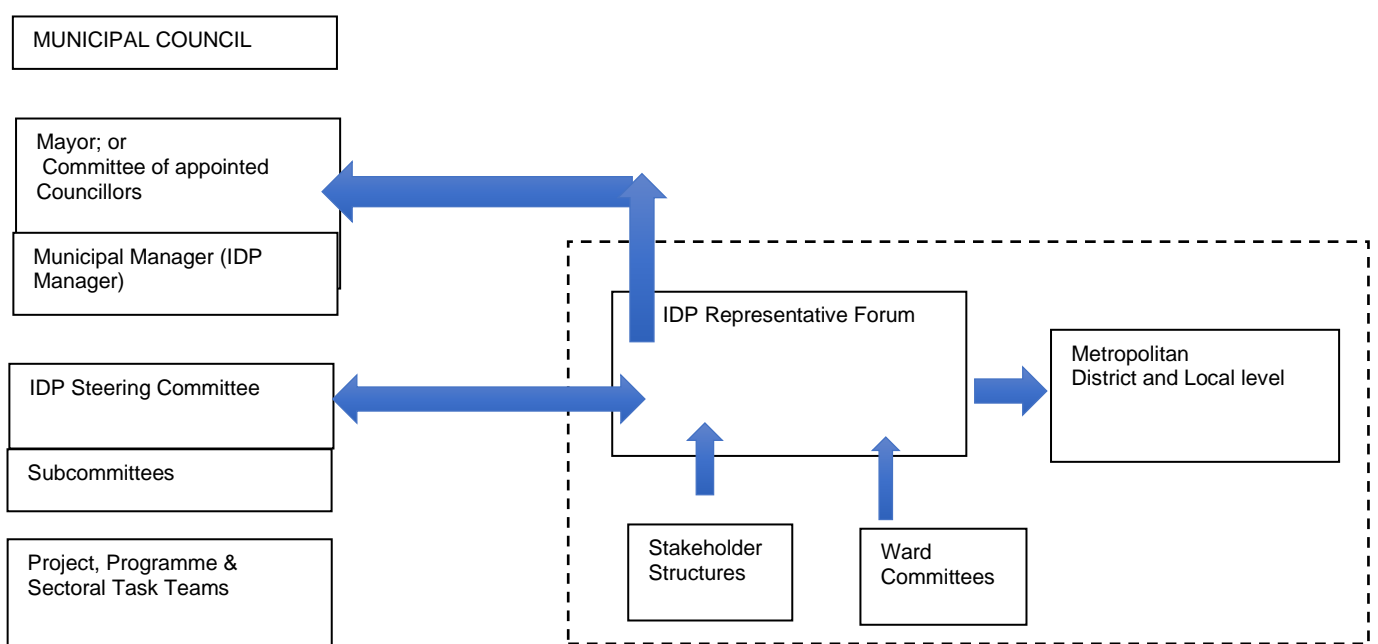 MUNICIPAL COUNCIL
Mayor; or
Committee of appointed
Councillors
Municipal Manager (IDP
Manager)
IDP Representative Forum
Metropolitan
District and Local level
IDP Steering Committee
Subcommittees
Stakeholder
Structures
Ward
Committees
Project, Programme &
Sectoral Task Teams